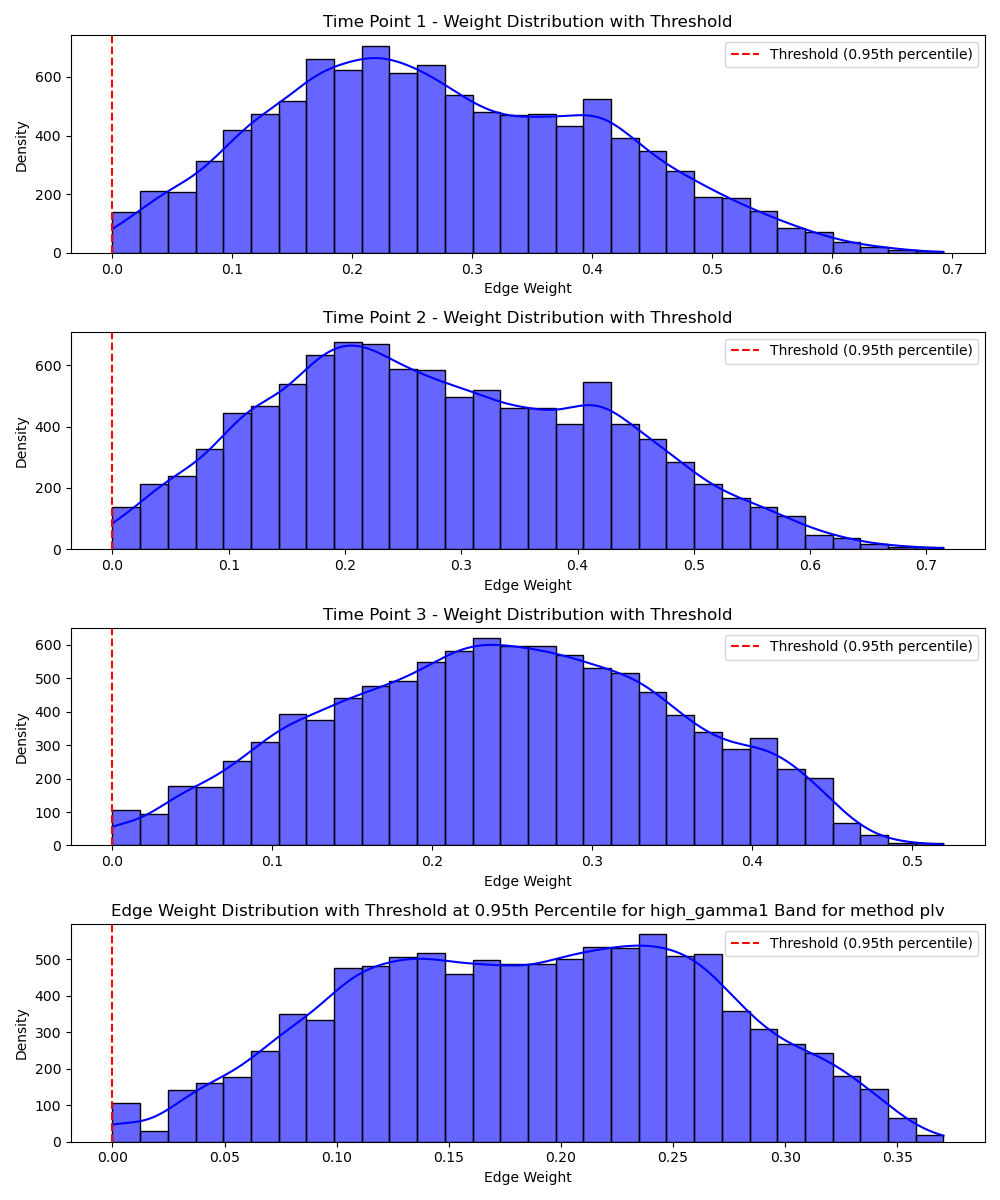 Time Point 1 - Weight Distribution with Threshold
Threshold (0.95th percentile)
Density
600
400
200
0
0.0 0.1 0.2 0.3 0.4 0.5 0.6 0.7
Edge Weight
Time Point 2 - Weight Distribution with Threshold
Threshold (0.95th percentile)
Density
600
400
200
0
0.0 0.1 0.2 0.3 0.4 0.5 0.6 0.7
Edge Weight
Time Point 3 - Weight Distribution with Threshold
Threshold (0.95th percentile)
Density
600
500
400
300
200
100
0
0.0 0.1 0.2 0.3 0.4 0.5
Edge Weight
Edge Weight Distribution with Threshold at 0.95th Percentile for high_gamma1 Band for method plv
Threshold (0.95th percentile)
Density
500
400
300
200
100
0
0.00 0.05 0.10 0.15 0.20 0.25 0.30 0.35
Edge Weight